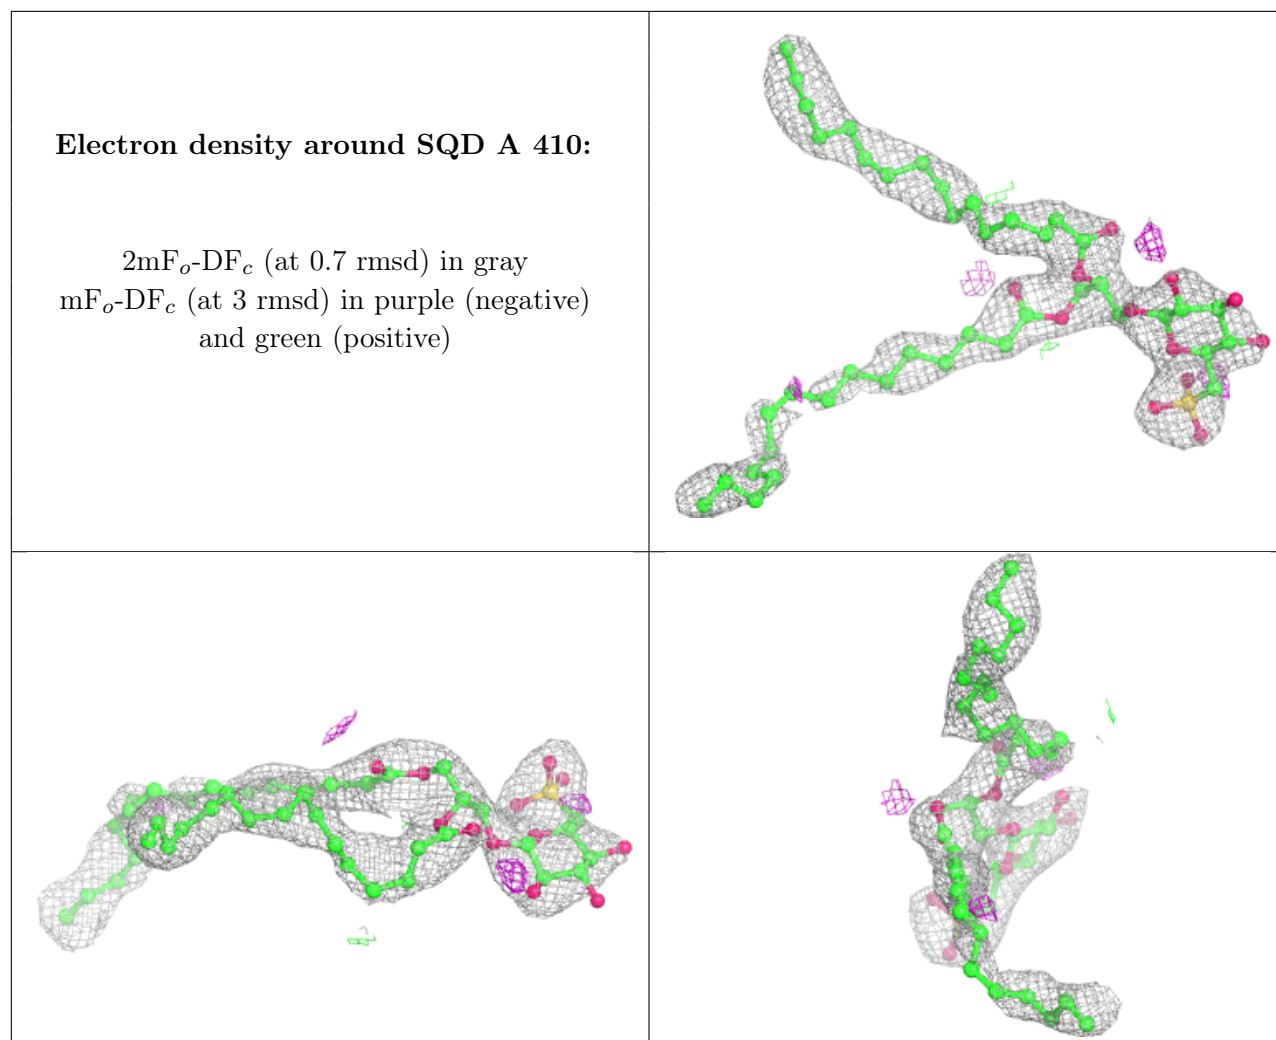 Electron density around SQD A 410:
2mFo-DFc (at 0.7 rmsd) in gray
mFo-DFc (at 3 rmsd) in purple (negative)
and green (positive)